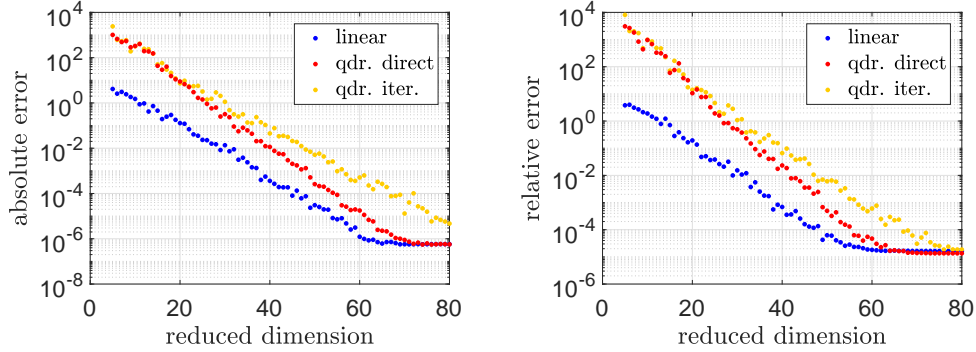 10^4
10^2
10^0
10^-2
10^-4
10^-6
10^-8
absolute error
0 20 40 60 80
reduced dimension
linear
qdr. direct
qdr. iter.
10^4
10^2
10^0
10^-2
10^-4
10^-6
relative error
0 20 40 60 80
reduced dimension
linear
qdr. direct
qdr. iter.